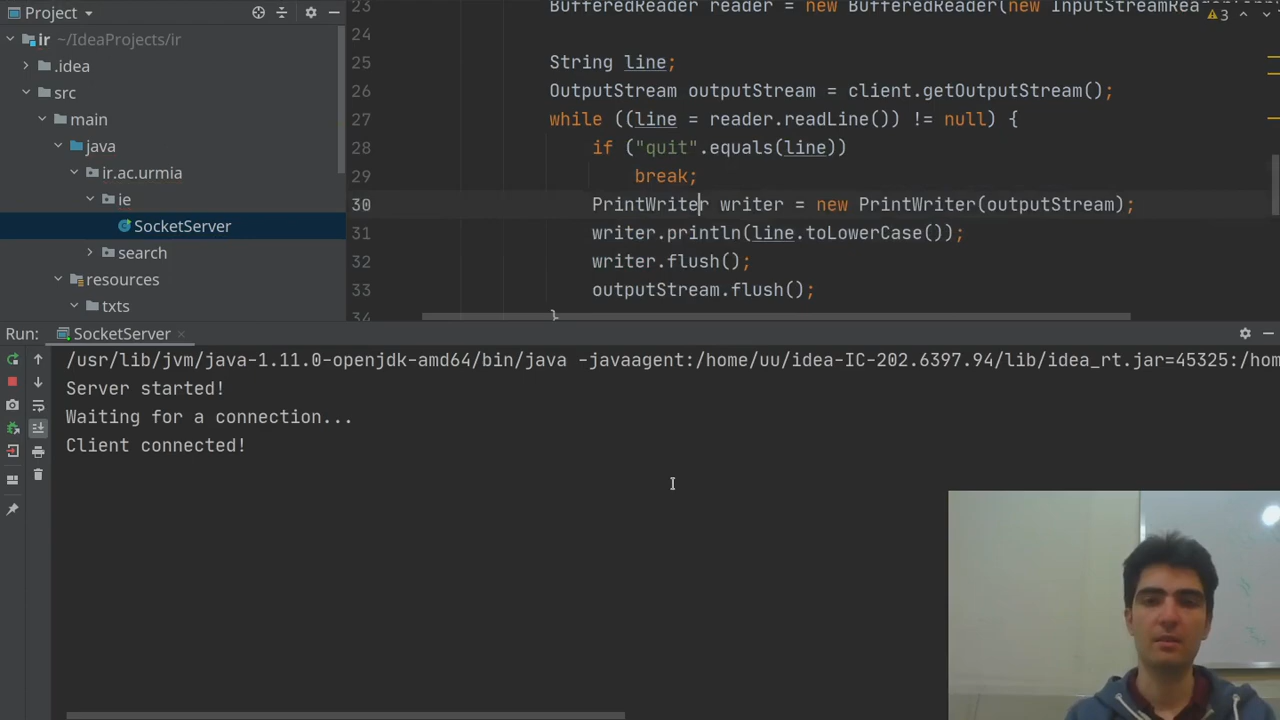 Project
ir ~/IdeaProjects/ir
.idea
src
main
java
ir.ac.urmia
ie
SocketServer
search
resources
txts
23 BufferedReader reader = new BufferedReader(new
24
25 String line;
26 OutputStream outputStream = client.getOutputStream();
27 while ((line = reader.readLine()) != null) {
28 if ("quit".equals(line))
29 break;
30 PrintWriter writer = new PrintWriter(outputStream);
31 writer.println(line.toLowerCase());
32 writer.flush();
33 outputStream.flush();
34 }
3
Run: SocketServer
/usr/lib/jvm/java-1.11.0-openjdk-amd64/bin/java -javaagent:/home/uu/idea-IC-202.6397.94/lib/idea_rt.jar=45325:/hom
Server started!
Waiting for a connection...
Client connected!